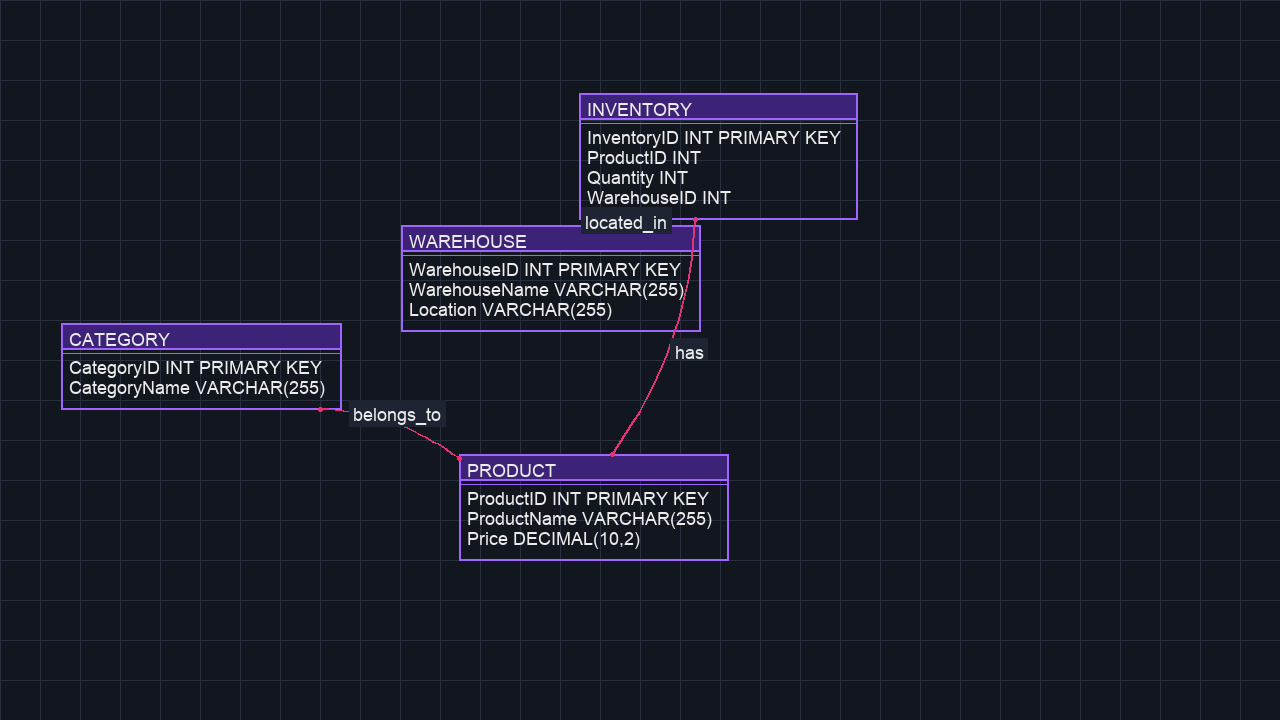 INVENTORY
InventoryID INT PRIMARY KEY
ProductID INT
Quantity INT
WarehouseID INT
located_in
WAREHOUSE
WarehouseID INT PRIMARY KEY
WarehouseName VARCHAR(255)
Location VARCHAR(255)
CATEGORY
CategoryID INT PRIMARY KEY
CategoryName VARCHAR(255)
has
belongs_to
PRODUCT
ProductID INT PRIMARY KEY
ProductName VARCHAR(255)
Price DECIMAL(10,2)